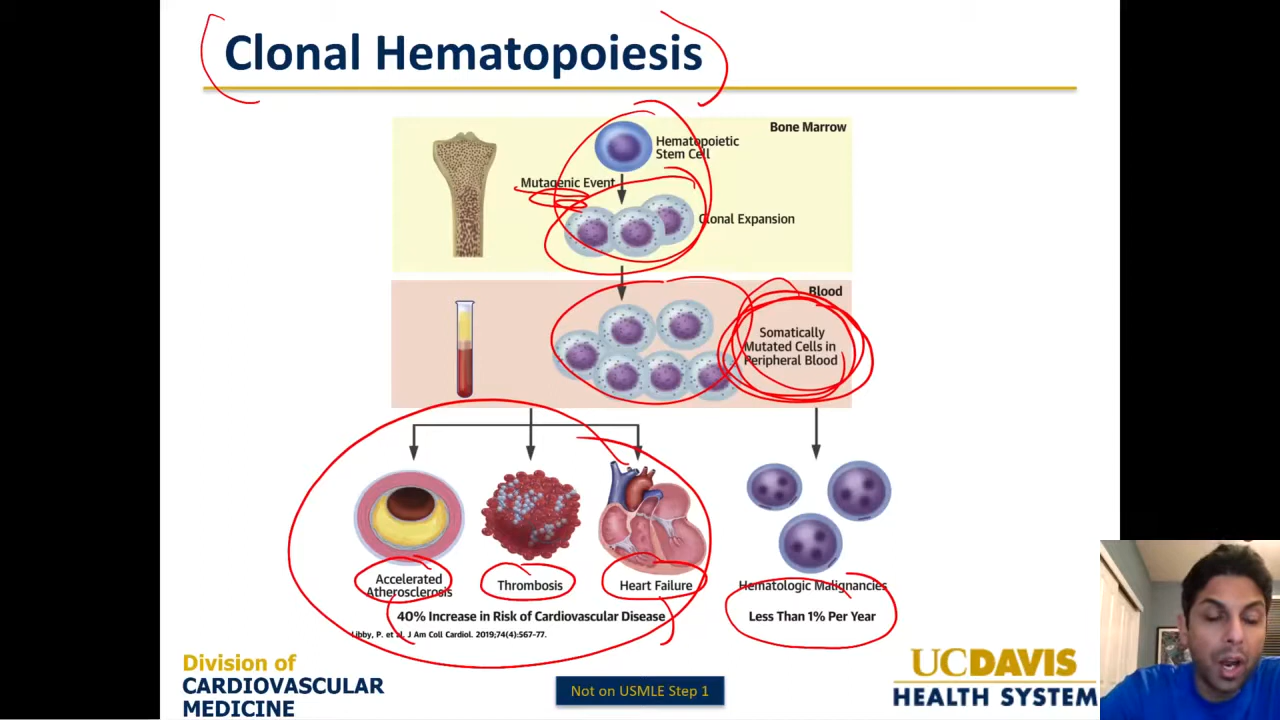 Clonal Hematopoiesis
Bone Marrow
Hematopoietic
Stem Cell
Mutagenic Event
Clonal Expansion
Blood
Somatically
Mutated Cells in
Peripheral Blood
Accelerated
Atherosclerosis
Thrombosis
Heart Failure
Hematologic Malignancies
40% Increase in Risk of Cardiovascular Disease
Less Than 1% Per Year
Libby, P. et al. J Am Coll Cardiol. 2019;74(4):567-77.
Division of
CARDIOVASCULAR
MEDICINE
Not on USMLE Step 1
UCDAVIS
HEALTH SYSTEM